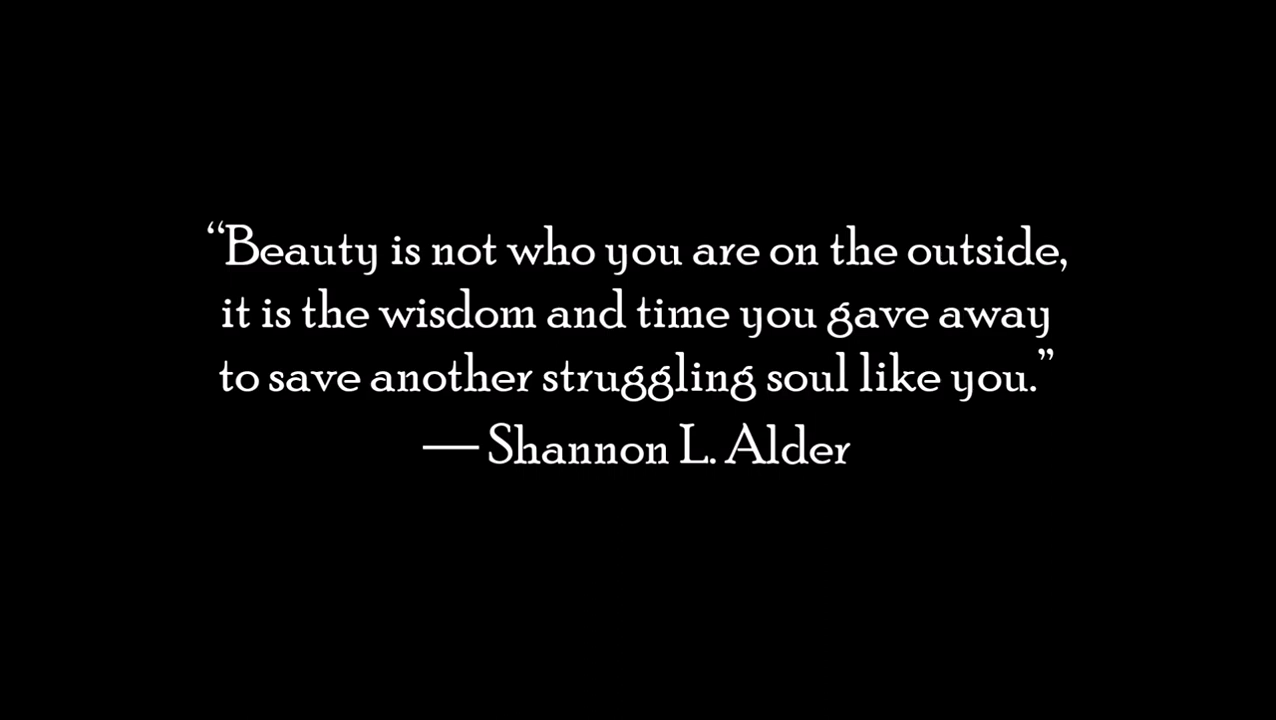 “Beauty is not who you are on the outside,
it is the wisdom and time you gave away
to save another struggling soul like you.”
— Shannon L. Alder